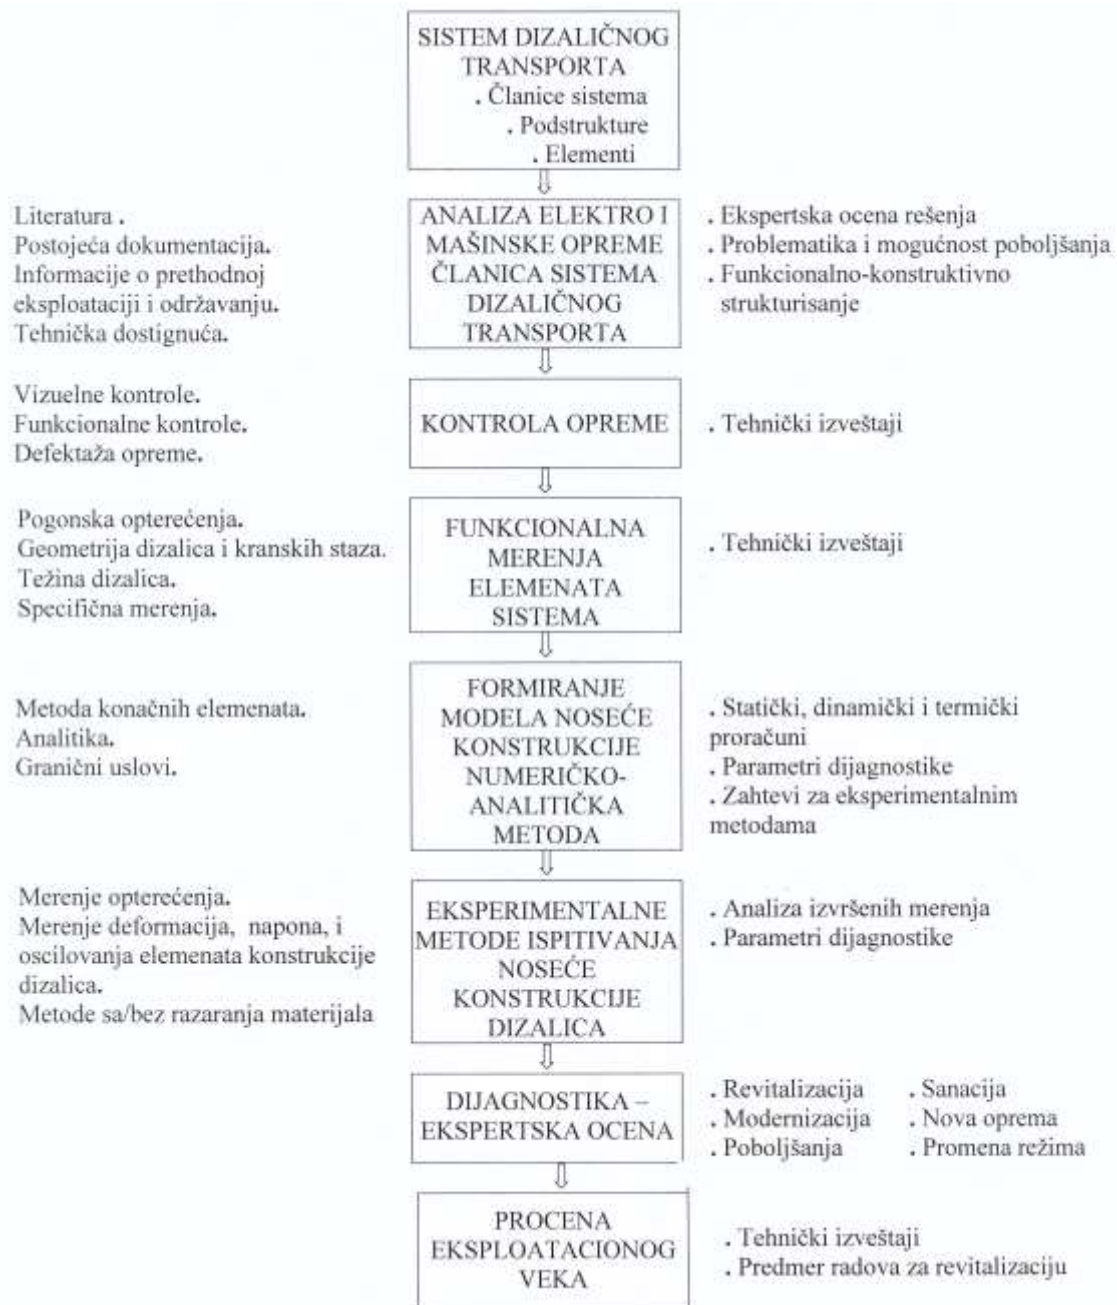 SISTEM DIZALIČNOG
TRANSPORTA
. Članice sistema
. Podstrukture
. Elementi
Literatura .
Postojeća dokumentacija.
Informacije o prethodnoj
eksploataciji i održavanju.
Tehnička dostignuća.
ANALIZA ELEKTRO I
MAŠINSKE OPREME
ČLANICA SISTEMA
DIZALIČNOG
TRANSPORTA
. Ekspertska ocena rešenja
. Problematika i mogućnost poboljšanja
. Funkcionalno-konstruktivno
strukturisanje
Vizuelne kontrole.
Funkcionalne kontrole.
Defektaža opreme.
KONTROLA OPREME
. Tehnički izveštaji
Pogonska opterećenja.
Geometrija dizalica i kranskih staza.
Težina dizalica.
Specifična merenja.
FUNKCIONALNA
MERENJA
ELEMENATA
SISTEMA
. Tehnički izveštaji
Metoda konačnih elemenata.
Analitika.
Granični uslovi.
FORMIRANJE
MODELA NOSEĆE
KONSTRUKCIJE
NUMERIČKO-
ANALITIČKA
METODA
. Statički, dinamički i termički
proračuni
. Parametri dijagnostike
. Zahtevi za eksperimentalnim
metodama
Merenje opterećenja.
Merenje deformacija, napona, i
oscilovanja elemenata konstrukcije
dizalica.
Metode sa/bez razaranja materijala
EKSPERIMENTALNE
METODE ISPITIVANJA
NOSEĆE
KONSTRUKCIJE
DIZALICA
. Analiza izvršenih merenja
. Parametri dijagnostike
DIJAGNOSTIKA –
EKSPERTSKA OCENA
. Revitalizacija . Sanacija
. Modernizacija . Nova oprema
. Poboljšanja . Promena režima
PROCENA
EKSPLOATACIONOG
VEKA
. Tehnički izveštaji
. Predmer radova za revitalizaciju